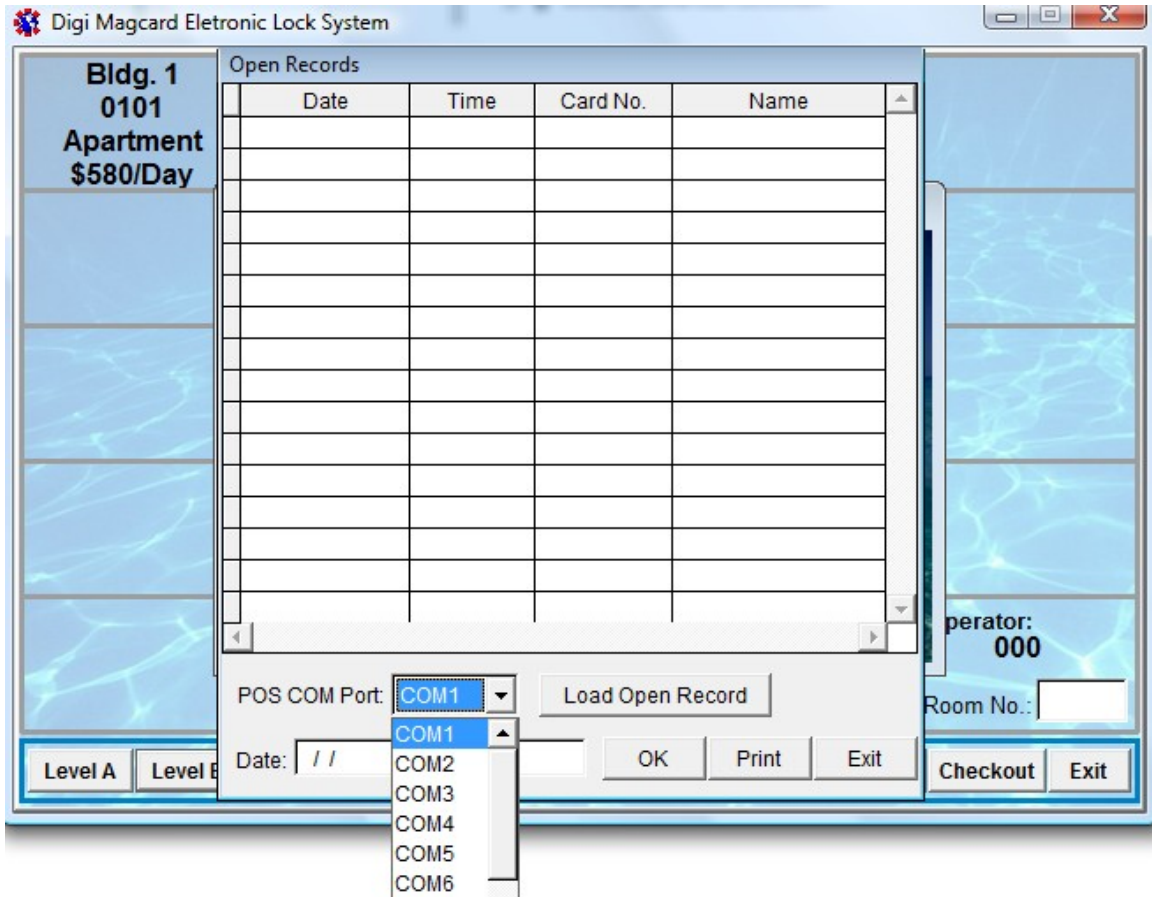 Digi Magcard Eletronic Lock System
Bldg. 1
0101
Apartment
$580/Day
Open Records
Date Time Card No. Name
perator:
000
POS COM Port: COM1 Load Open Record
Room No.:
COM1
COM2
COM3
COM4
COM5
COM6
Date: / / OK Print Exit
Level A Level Checkout Exit